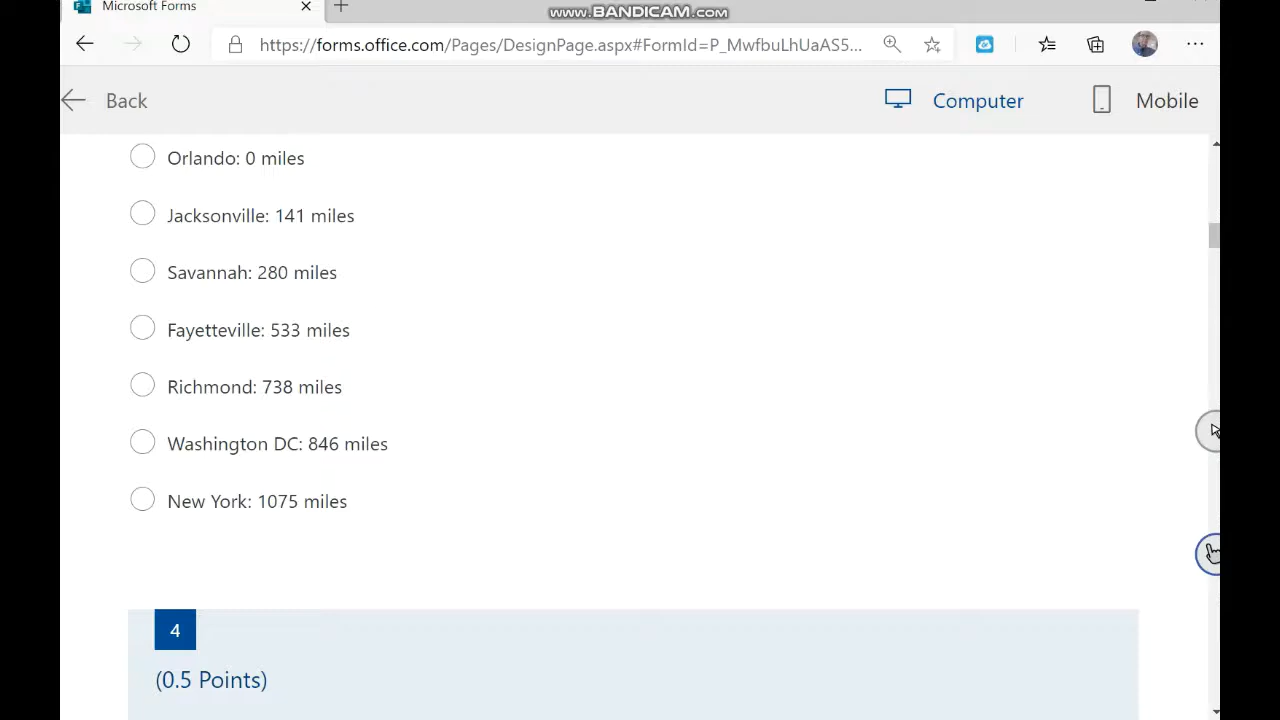 Microsoft Forms
www.BANDICAM.com
https://forms.office.com/Pages/DesignPage.aspx#FormId=P_MwfbuLhUaAS5...
Back
Computer
Mobile
Orlando: 0 miles
Jacksonville: 141 miles
Savannah: 280 miles
Fayetteville: 533 miles
Richmond: 738 miles
Washington DC: 846 miles
New York: 1075 miles
4
(0.5 Points)